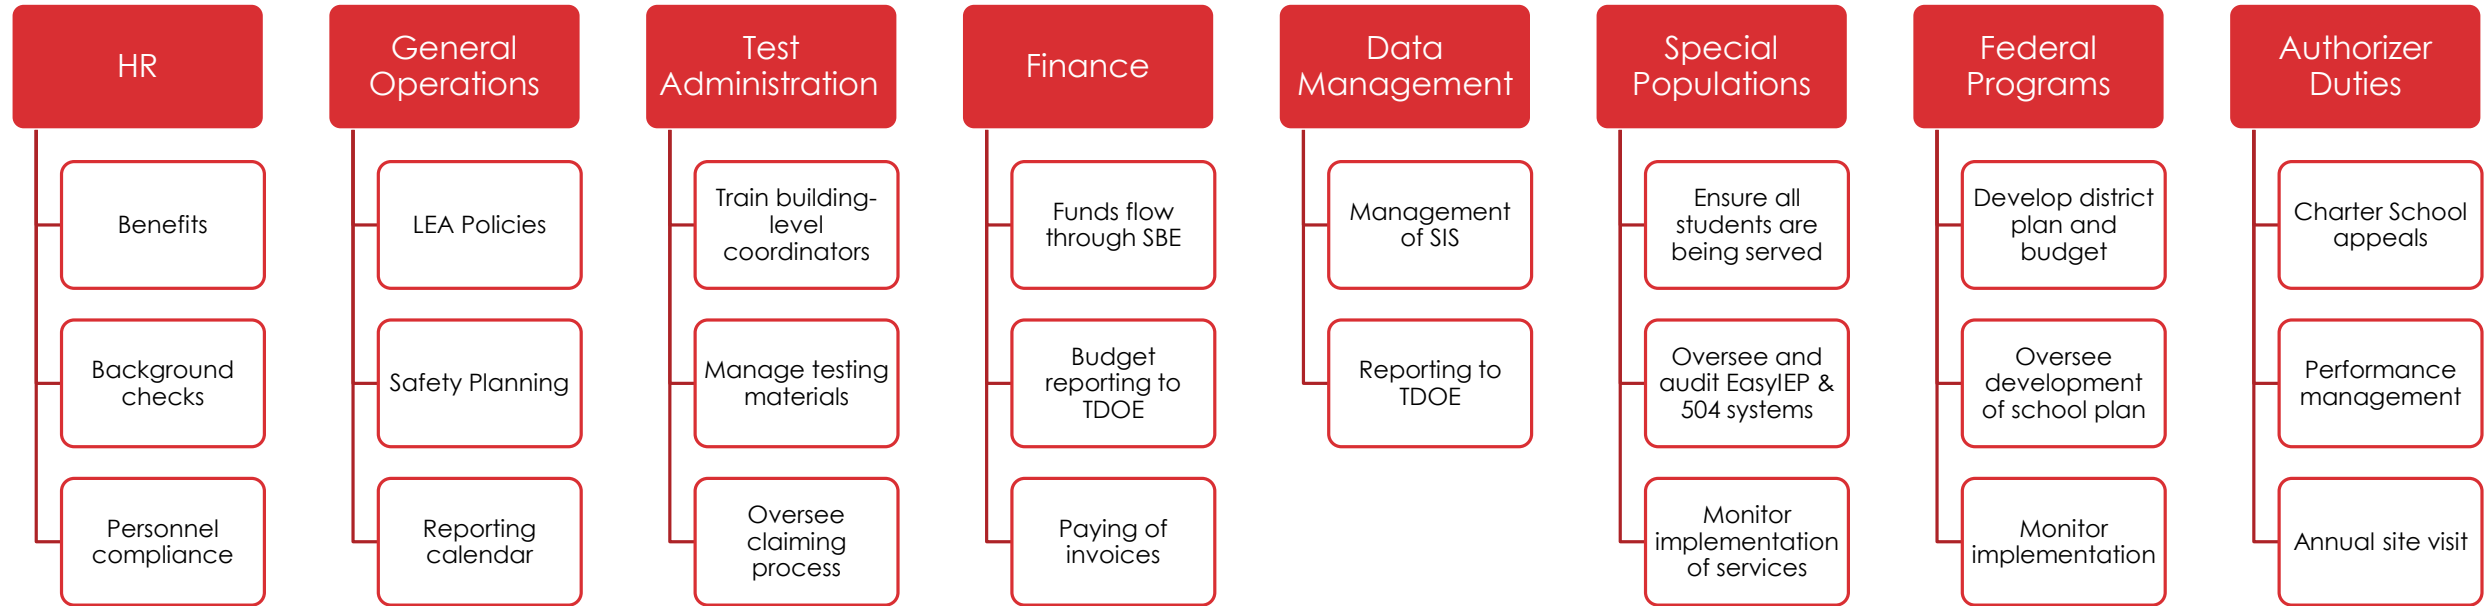 HR
Benefits
Background
checks
Personnel
compliance
General
Operations
LEA Policies
Safety Planning
Reporting
calendar
Test
Administration
Train building-
level
coordinators
Manage testing
materials
Oversee
claiming
process
Finance
Funds flow
through SBE
Budget
reporting to
TDOE
Paying of
invoices
Data
Management
Management
of SIS
Reporting to
TDOE
Special
Populations
Ensure all
students are
being served
Oversee and
audit EasyIEP &
504 systems
Monitor
implementation
of services
Federal
Programs
Develop district
plan and
budget
Oversee
development
of school plan
Monitor
implementation
Authorizer
Duties
Charter School
appeals
Performance
management
Annual site visit